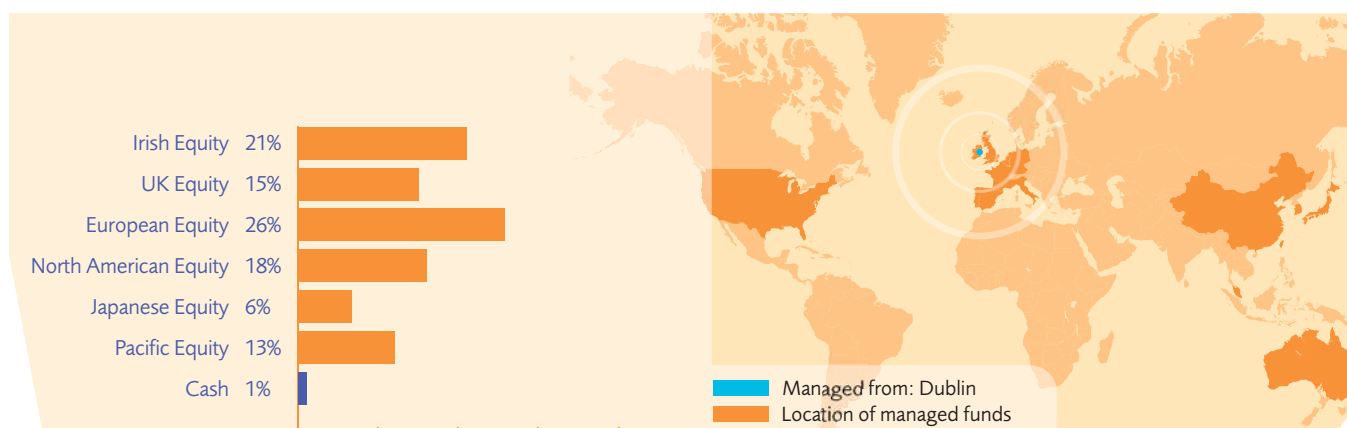 Irish Equity 21%
UK Equity 15%
European Equity 26%
North American Equity 18%
Japanese Equity 6%
Pacific Equity 13%
Cash 1%
Managed from: Dublin
Location of managed funds